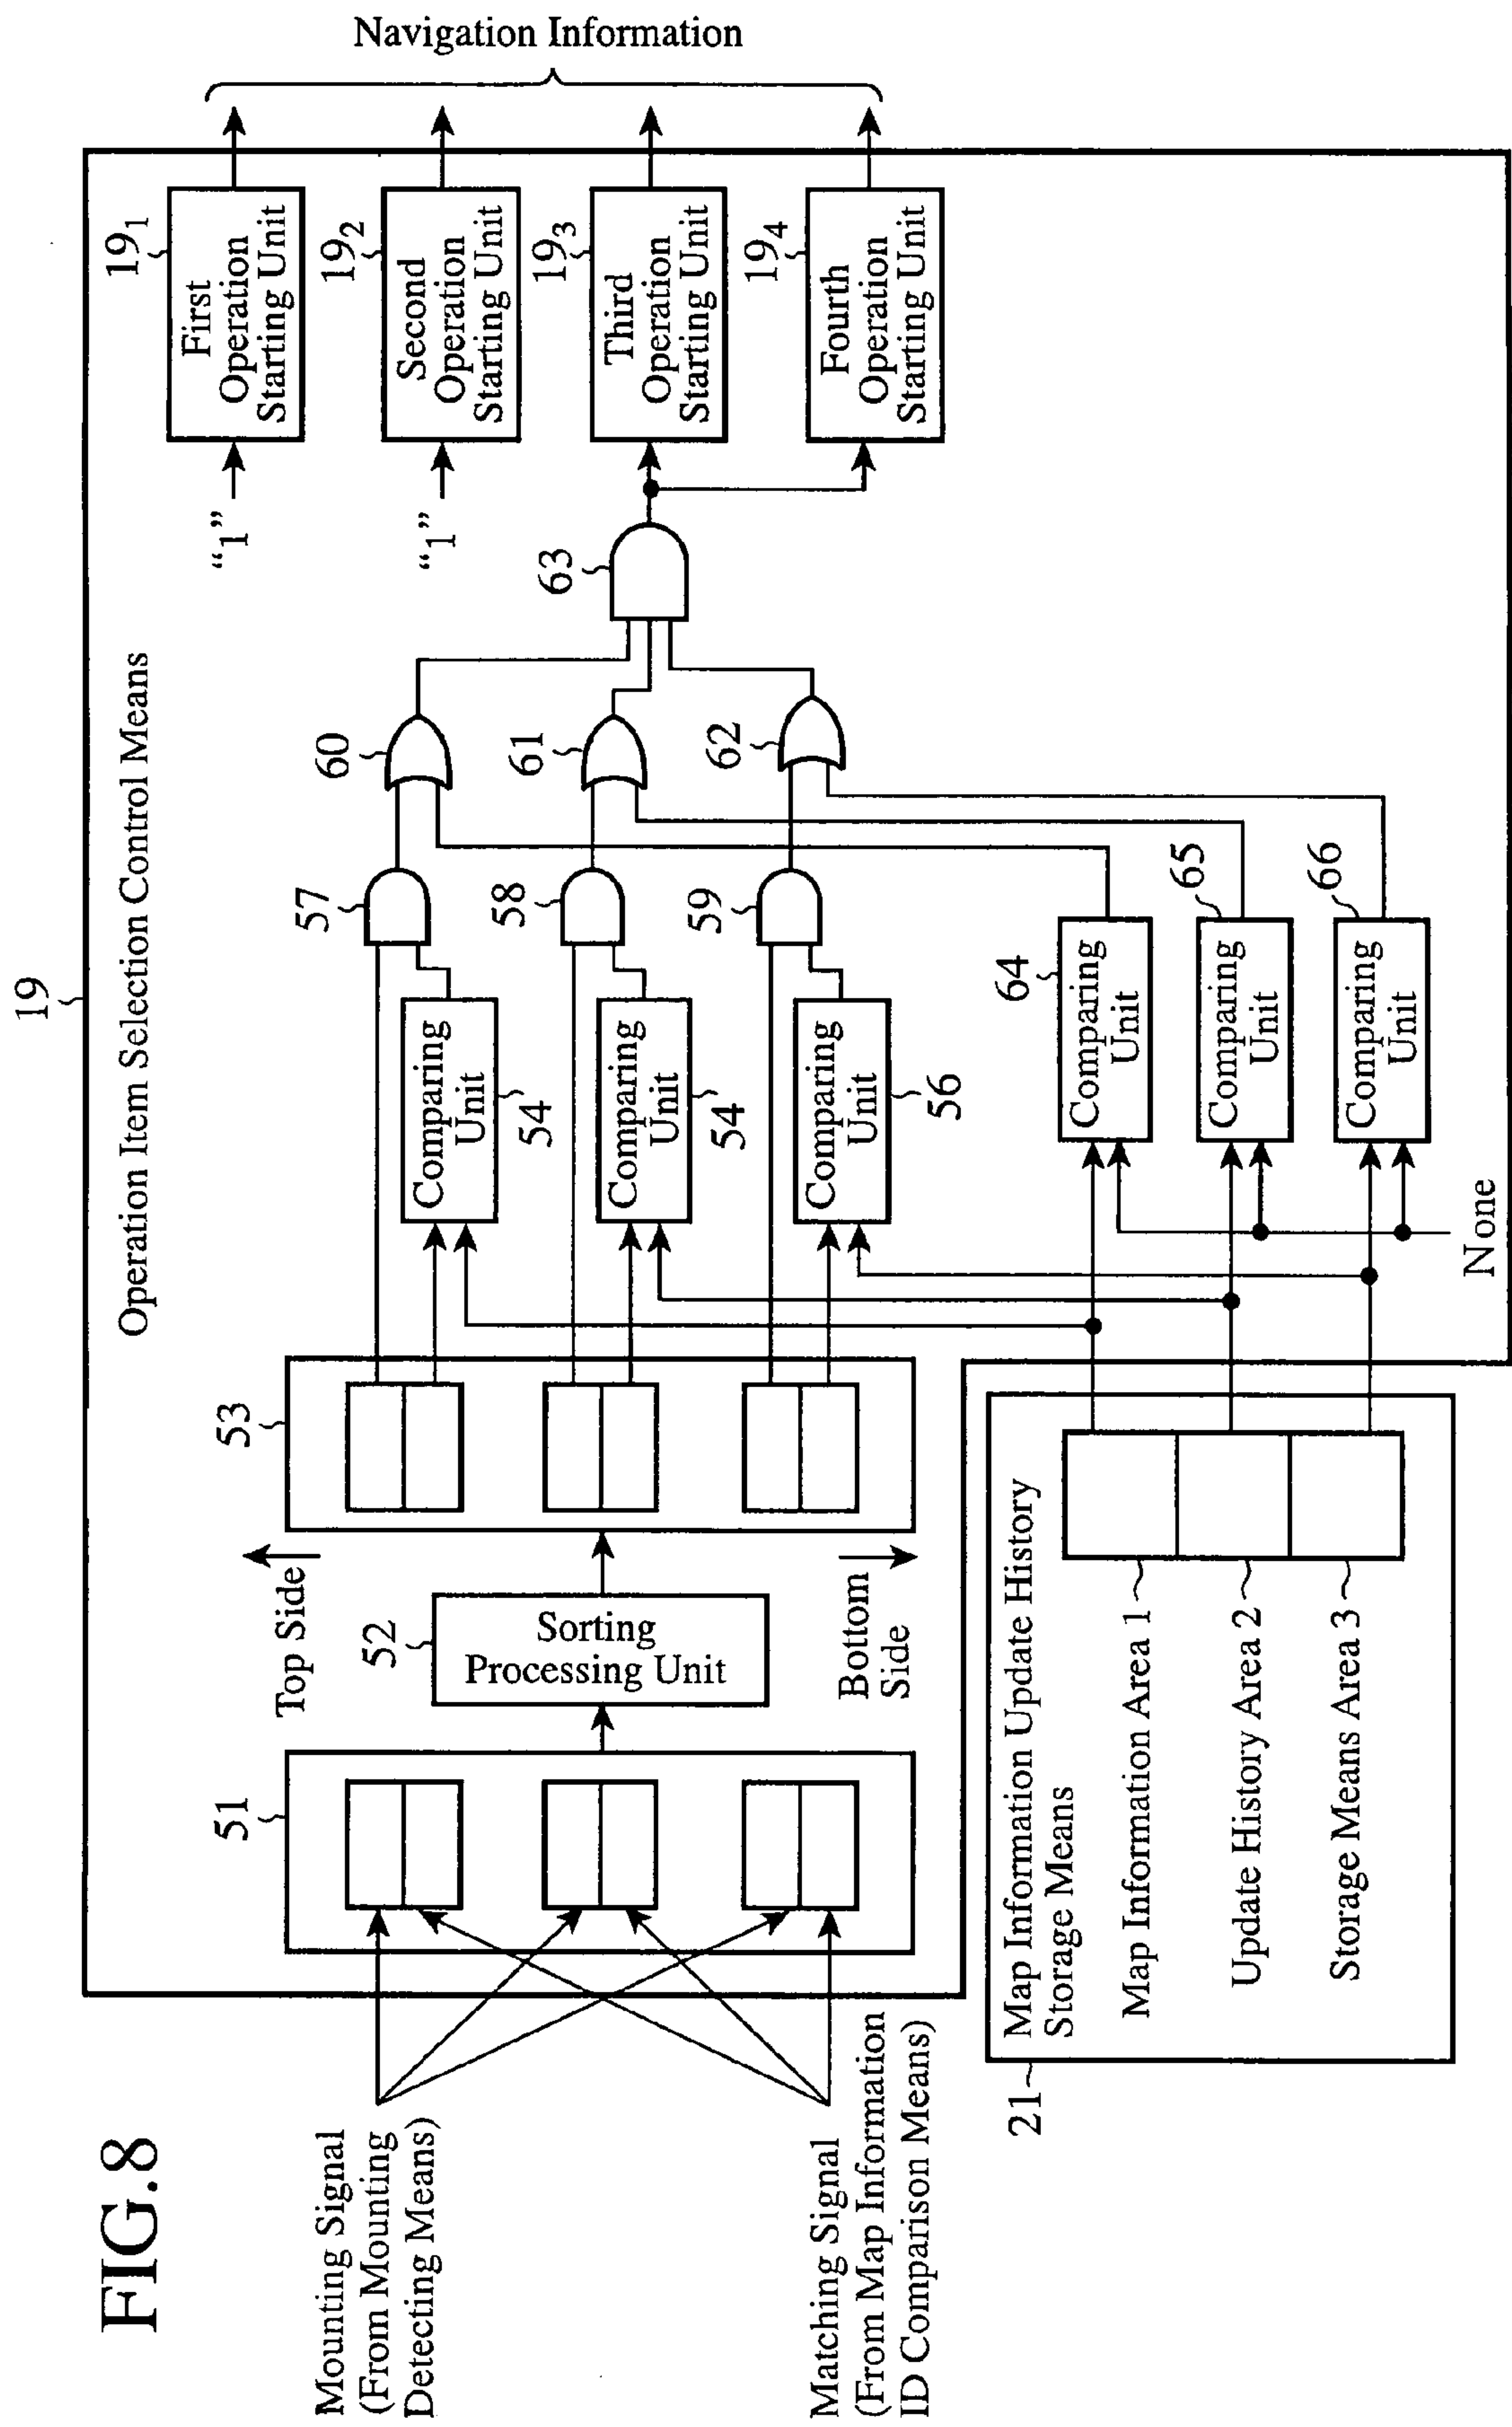 FIG.8
19
Operation Item Selection Control Means
Mounting Signal
(From Mounting
Detecting Means)
Matching Signal
(From Map Information
ID Comparison Means)
51
Top Side
52
Sorting
Processing Unit
Bottom
Side
53
Comparing
Unit
54
Comparing
Unit
54
Comparing
Unit
56
57
58
59
60
61
62
63
"1"
"1"
First
Operation
Starting Unit
19₁
Second
Operation
Starting Unit
19₂
Third
Operation
Starting Unit
19₃
Fourth
Operation
Starting Unit
19₄
Navigation Information
21
Map Information Update History
Storage Means
Map Information Area 1
Update History Area 2
Storage Means Area 3
None
Comparing
Unit
64
Comparing
Unit
65
Comparing
Unit
66